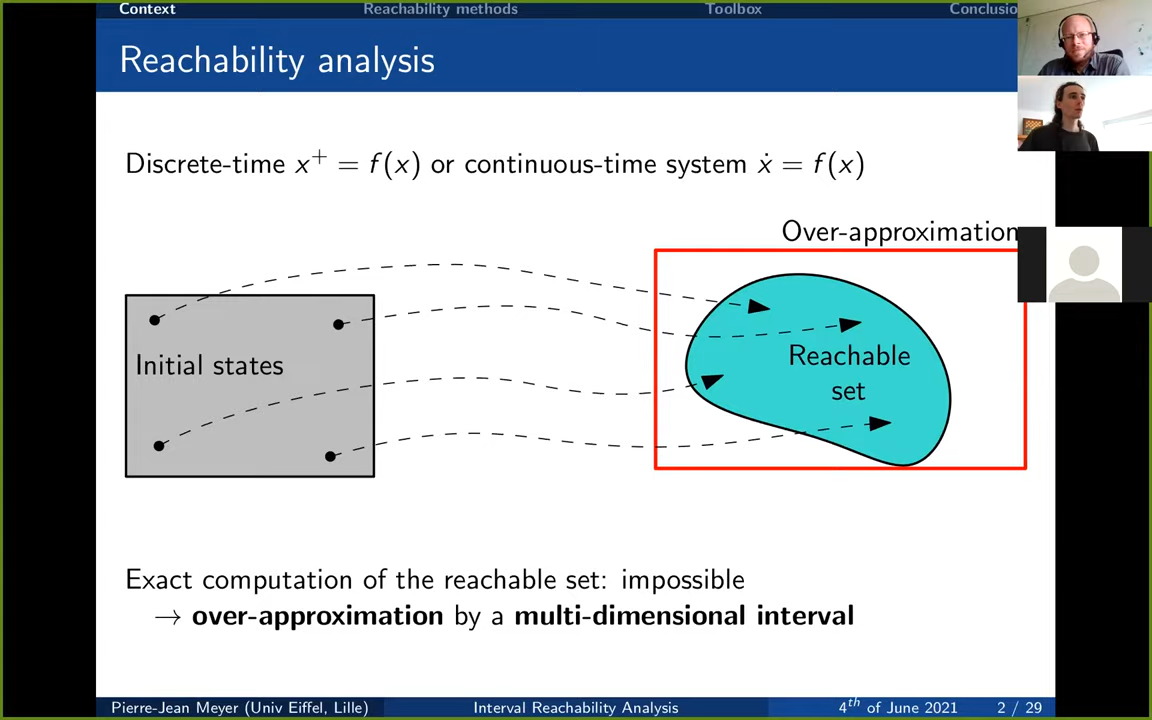 Context Reachability methods Toolbox Conclusio
Reachability analysis
Discrete-time x⁺ = f(x) or continuous-time system ẋ = f(x)
Over-approximation
Initial states
Reachable
set
Exact computation of the reachable set: impossible
→ over-approximation by a multi-dimensional interval
Pierre-Jean Meyer (Univ Eiffel, Lille) Interval Reachability Analysis 4th of June 2021 2 / 29